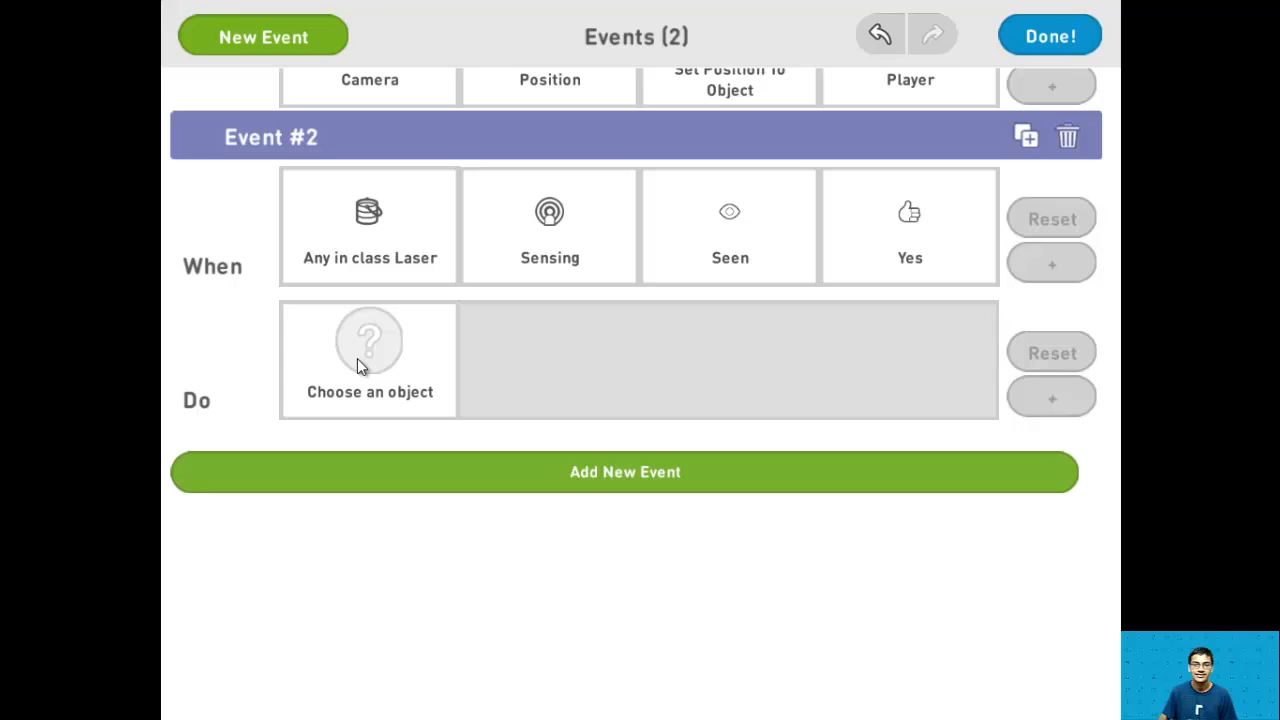 New Event
Events (2)
Done!
Camera
Position
Set Position To
Object
Player
+
Event #2
When
Any in class Laser
Sensing
Seen
Yes
Reset
+
Do
?
Choose an object
Reset
+
Add New Event
r